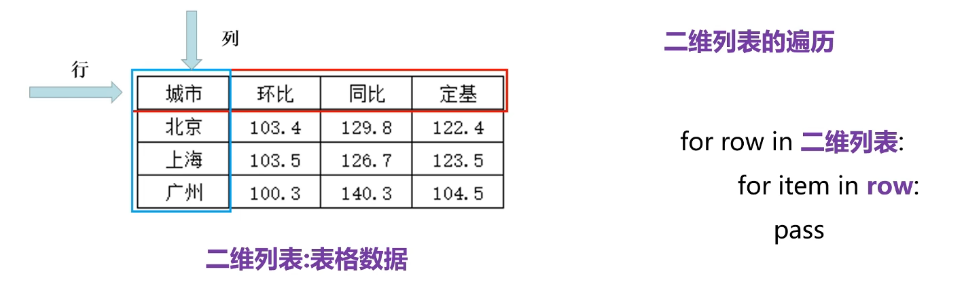 列
行
城市 环比 同比 定基
北京 103.4 129.8 122.4
上海 103.5 126.7 123.5
广州 100.3 140.3 104.5
二维列表:表格数据
二维列表的遍历
for row in 二维列表:
for item in row:
pass